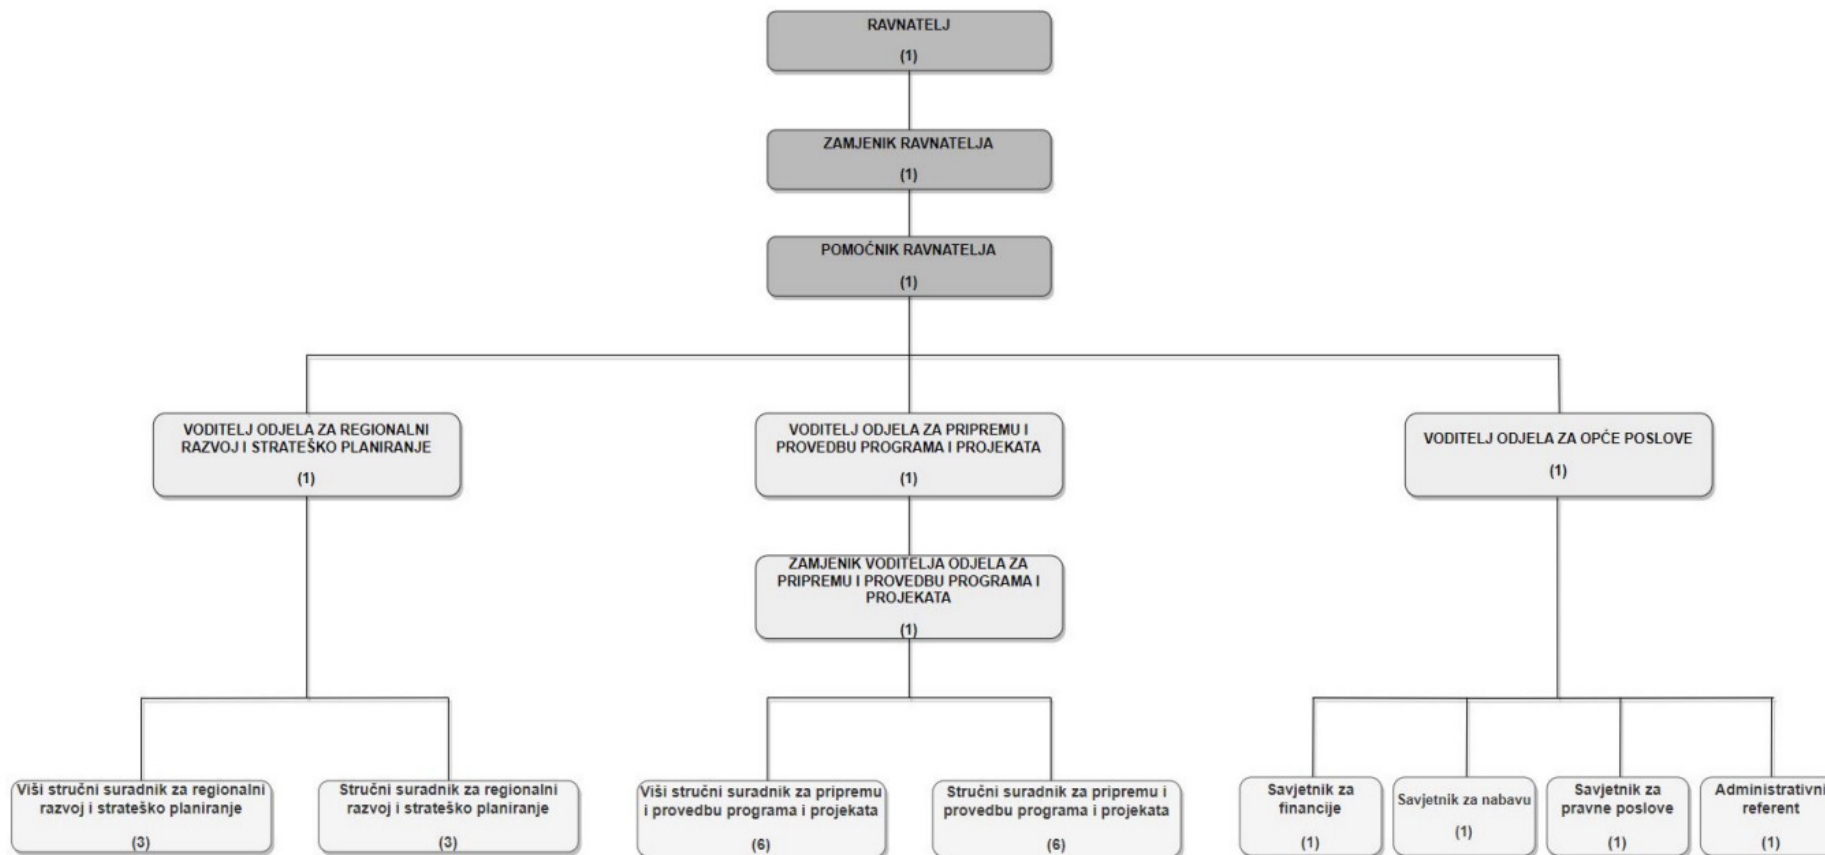 RAVNATELJ
(1)
ZAMJENIK RAVNATELJA
(1)
POMOĆNIK RAVNATELJA
(1)
VODITELJ ODJELA ZA REGIONALNI
RAZVOJ I STRATEŠKO PLANIRANJE
(1)
VODITELJ ODJELA ZA PRIPREMU I
PROVEDBU PROGRAMA I PROJEKATA
(1)
VODITELJ ODJELA ZA OPĆE POSLOVE
(1)
ZAMJENIK VODITELJA ODJELA ZA
PRIPREMU I PROVEDBU PROGRAMA I
PROJEKATA
(1)
Viši stručni suradnik za regionalni
razvoj i strateško planiranje
(3)
Stručni suradnik za regionalni
razvoj i strateško planiranje
(3)
Viši stručni suradnik za pripremu
i provedbu programa i projekata
(6)
Stručni suradnik za pripremu i
provedbu programa i projekata
(6)
Savjetnik za
financije
(1)
Savjetnik za nabavu
(1)
Savjetnik za
pravne poslove
(1)
Administrativni
referent
(1)